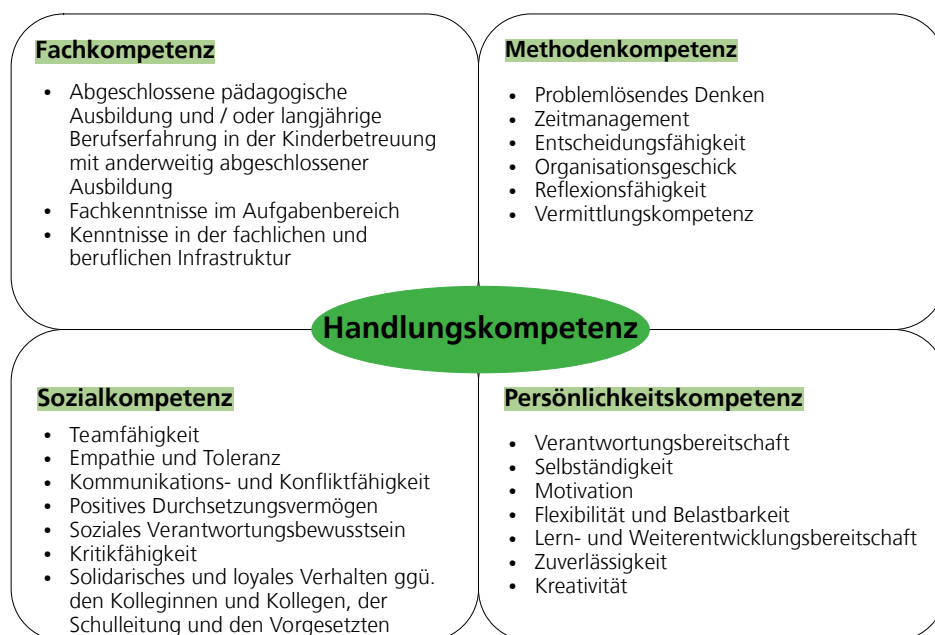 Fachkompetenz
• Abgeschlossene pädagogische
Ausbildung und / oder langjährige
Berufserfahrung in der Kinderbetreuung
mit anderweitig abgeschlossener
Ausbildung
• Fachkenntnisse im Aufgabenbereich
• Kenntnisse in der fachlichen und
beruflichen Infrastruktur
Methodenkompetenz
• Problemlösendes Denken
• Zeitmanagement
• Entscheidungsfähigkeit
• Organisationsgeschick
• Reflexionsfähigkeit
• Vermittlungskompetenz
Handlungskompetenz
Sozialkompetenz
• Teamfähigkeit
• Empathie und Toleranz
• Kommunikations- und Konfliktfähigkeit
• Positives Durchsetzungsvermögen
• Soziales Verantwortungsbewusstsein
• Kritikfähigkeit
• Solidarisches und loyales Verhalten ggü.
den Kolleginnen und Kollegen, der
Schulleitung und den Vorgesetzten
Persönlichkeitskompetenz
• Verantwortungsbereitschaft
• Selbständigkeit
• Motivation
• Flexibilität und Belastbarkeit
• Lern- und Weiterentwicklungsbereitschaft
• Zuverlässigkeit
• Kreativität